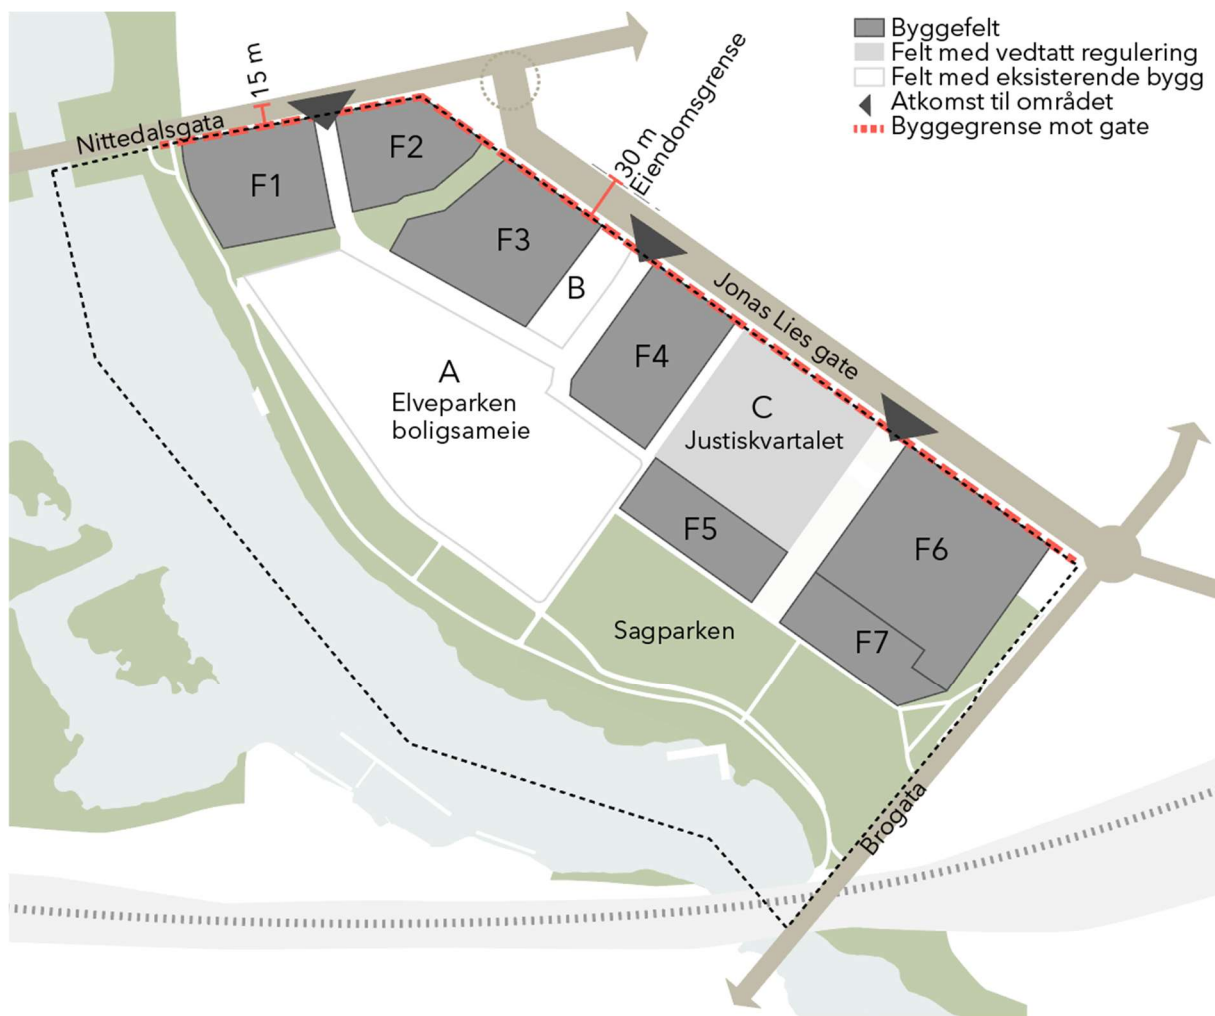 Byggefelt
Felt med vedtatt regulering
Felt med eksisterende bygg
Atkomst til området
Byggegrense mot gate
15 m
Nittedalsgata
30 m
Eiendomsgrense
F1
F2
F3
B
Jonas Lies gate
F4
A
Elveparken
boligsameie
C
Justiskvartalet
F5
F6
Sagparken
F7
Brogata